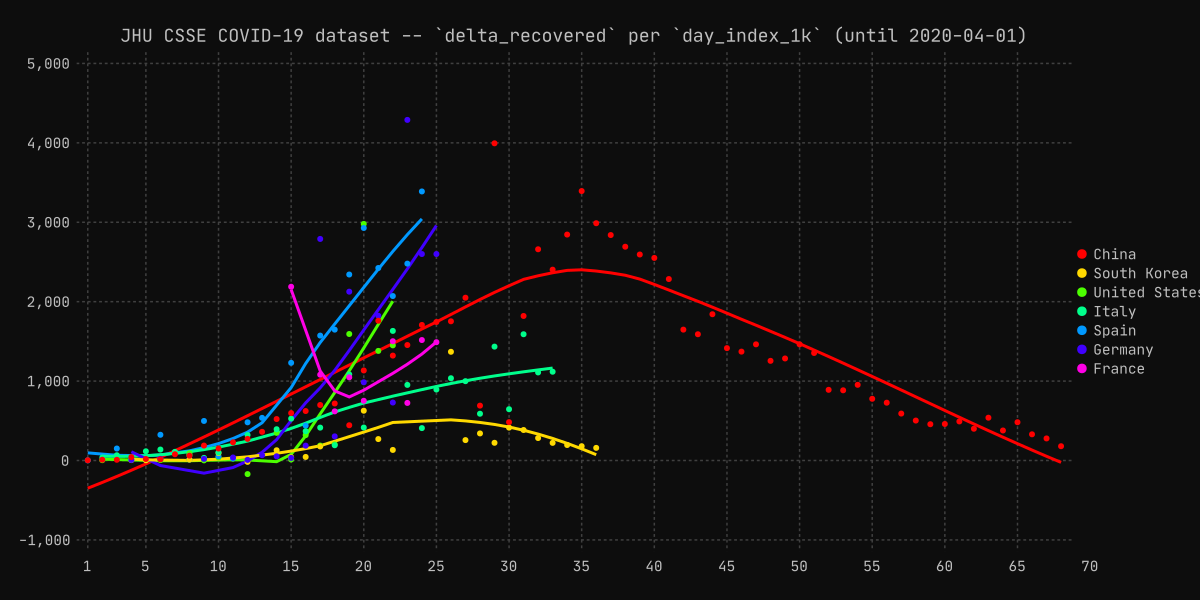 JHU CSSE COVID-19 dataset -- `delta_recovered` per `day_index_1k` (until 2020-04-01)
5,000
4,000
3,000
2,000
1,000
0
-1,000
1 5 10 15 20 25 30 35 40 45 50 55 60 65 70
China
South Korea
United States
Italy
Spain
Germany
France